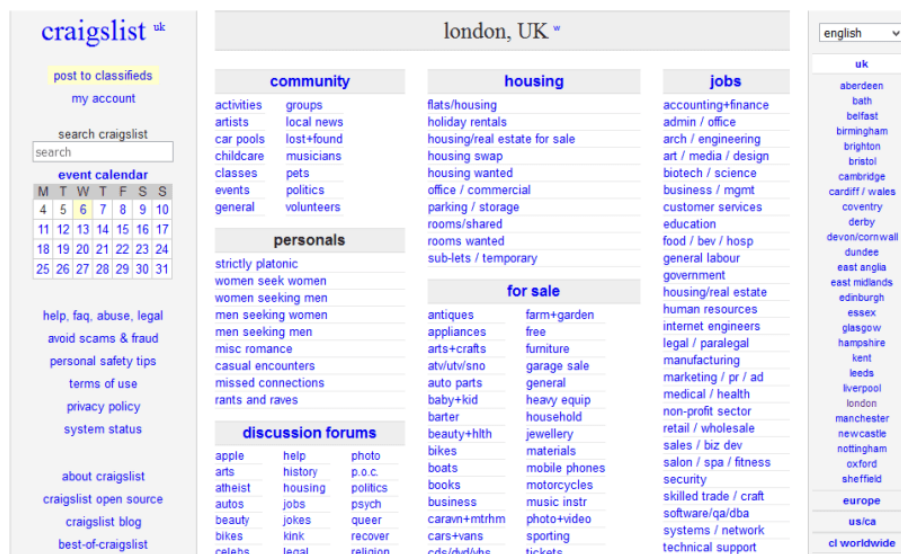 craigslist uk
post to classifieds
my account
search craigslist
search
event calendar
M T W T F S S
4 5 6 7 8 9 10
11 12 13 14 15 16 17
18 19 20 21 22 23 24
25 26 27 28 29 30 31
help, faq, abuse, legal
avoid scams & fraud
personal safety tips
terms of use
privacy policy
system status
about craigslist
craigslist open source
craigslist blog
best-of-craigslist
london, UK w
community
activities
artists
car pools
childcare
classes
events
general
groups
local news
lost+found
musicians
pets
politics
volunteers
personals
strictly platonic
women seek women
women seeking men
men seeking women
men seeking men
misc romance
casual encounters
missed connections
rants and raves
discussion forums
apple
arts
atheist
autos
beauty
bikes
celebs
help
history
housing
jobs
jokes
kink
legal
photo
p.o.c.
politics
psych
queer
recover
religion
housing
flats/housing
holiday rentals
housing/real estate for sale
housing swap
housing wanted
office / commercial
parking / storage
rooms/shared
rooms wanted
sub-lets / temporary
for sale
antiques
appliances
arts+crafts
atv/utv/sno
auto parts
baby+kid
barter
beauty+hlth
bikes
boats
books
business
caravn+mtrhm
cars+vans
cds/dvd/vhs
farm+garden
free
furniture
garage sale
general
heavy equip
household
jewellery
materials
mobile phones
motorcycles
music instr
photo+video
sporting
tickets
jobs
accounting+finance
admin / office
arch / engineering
art / media / design
biotech / science
business / mgmt
customer services
education
food / bev / hosp
general labour
government
housing/real estate
human resources
internet engineers
legal / paralegal
manufacturing
marketing / pr / ad
medical / health
non-profit sector
retail / wholesale
sales / biz dev
salon / spa / fitness
security
skilled trade / craft
software/qa/dba
systems / network
technical support
english
uk
aberdeen
bath
belfast
birmingham
brighton
bristol
cambridge
cardiff / wales
coventry
derby
devon/cornwall
dundee
east anglia
east midlands
edinburgh
essex
glasgow
hampshire
kent
leeds
liverpool
london
manchester
newcastle
nottingham
oxford
sheffield
europe
us/ca
cl worldwide